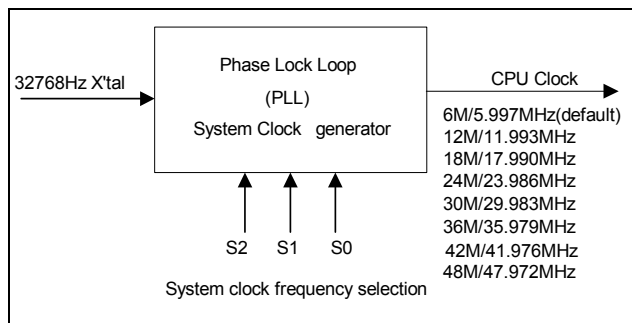 32768Hz X'tal
Phase Lock Loop
(PLL)
System Clock generator
CPU Clock
6M/5.997MHz(default)
12M/11.993MHz
18M/17.990MHz
24M/23.986MHz
30M/29.983MHz
36M/35.979MHz
42M/41.976MHz
48M/47.972MHz
S2 S1 S0
System clock frequency selection